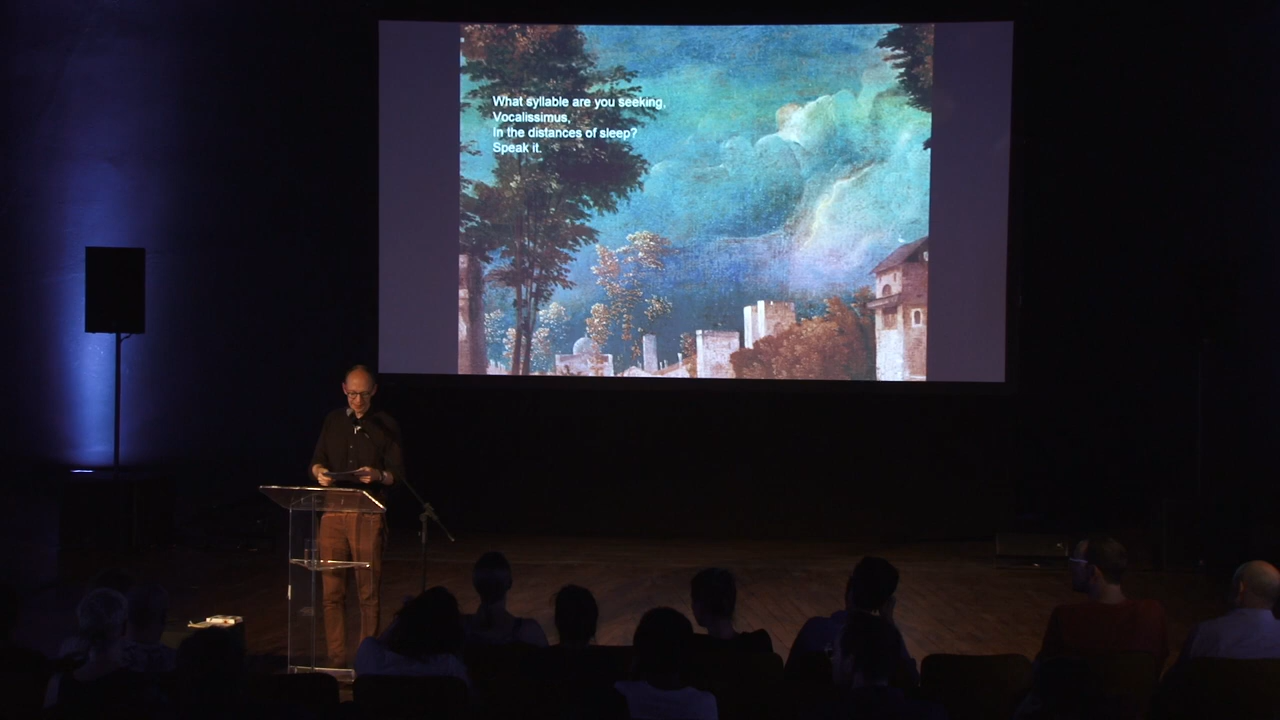 What syllable are you seeking,
Vocalissimus,
In the distances of sleep?
Speak it.